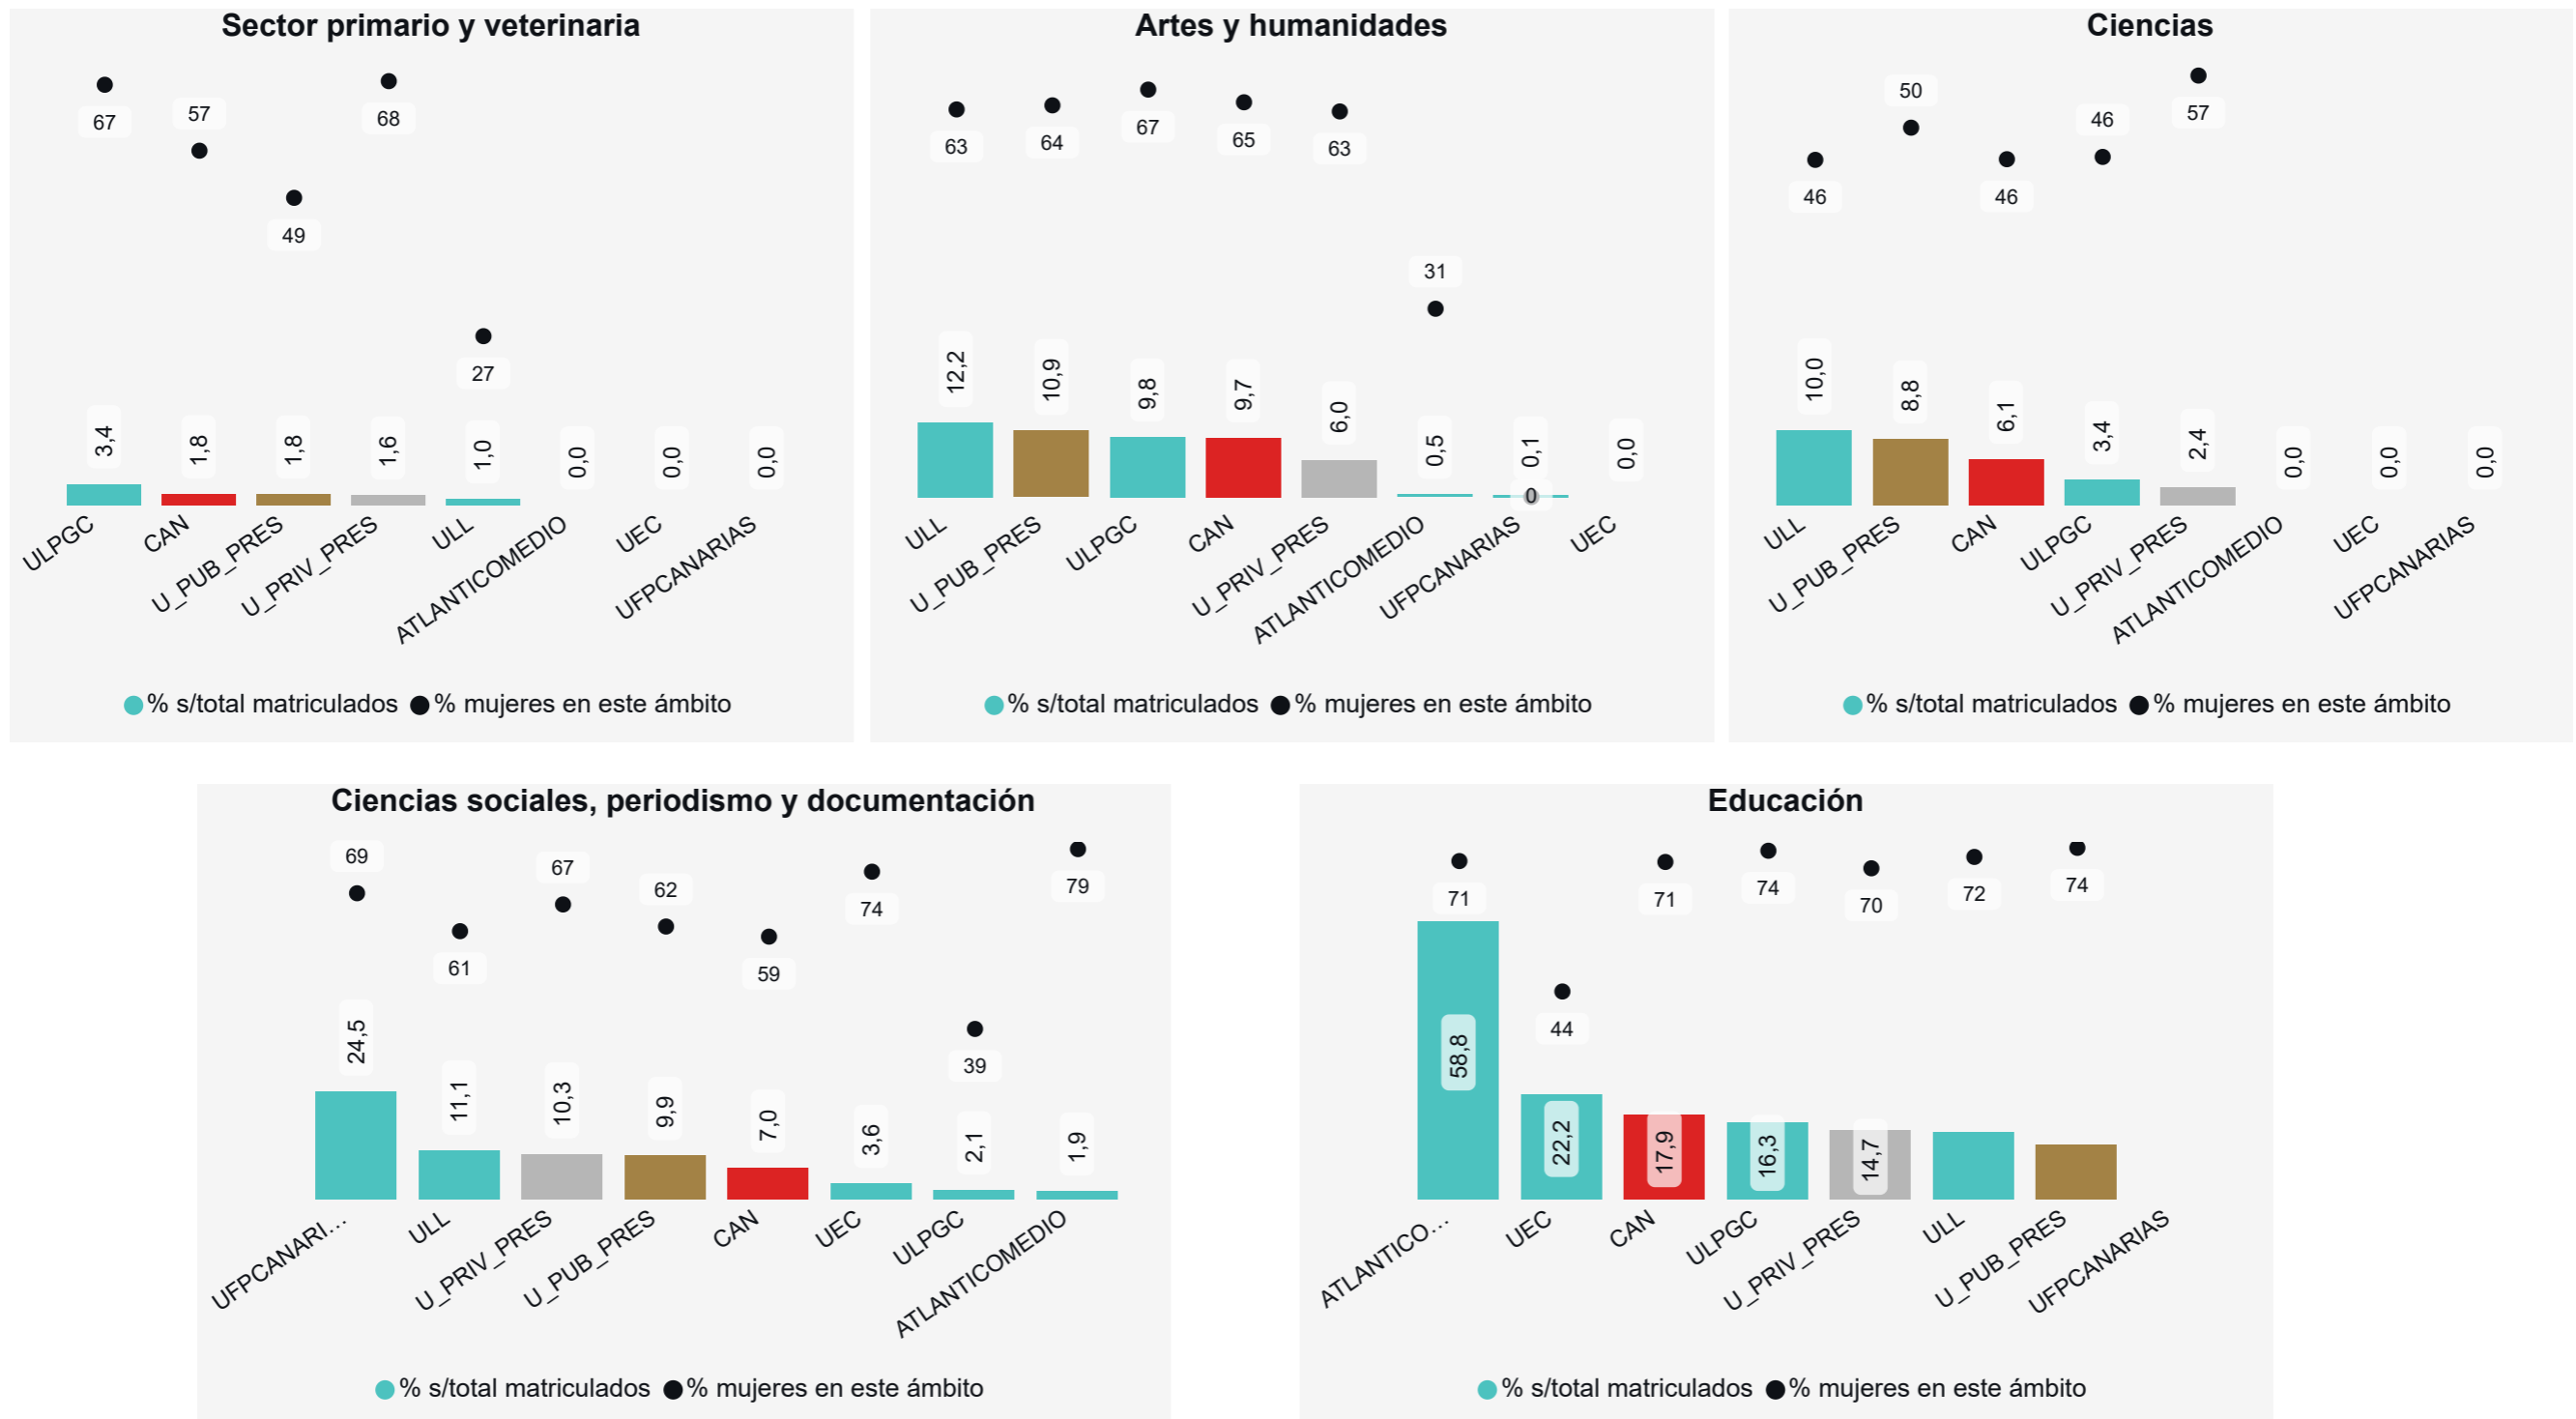 Sector primario y veterinaria
67
57
49
68
27
3,4
1,8
1,8
1,6
1,0
0,0
0,0
0,0
ULPGC
CAN
U_PUB_PRES
U_PRIV_PRES
ULL
ATLANTICOMEDIO
UEC
UFPCANARIAS
% s/total matriculados
% mujeres en este ámbito
Artes y humanidades
63
64
67
65
63
31
0
12,2
10,9
9,8
9,7
6,0
0,5
0,1
0,0
ULL
U_PUB_PRES
ULPGC
CAN
U_PRIV_PRES
ATLANTICOMEDIO
UFPCANARIAS
UEC
% s/total matriculados
% mujeres en este ámbito
Ciencias
46
50
46
46
57
10,0
8,8
6,1
3,4
2,4
0,0
0,0
0,0
ULL
U_PUB_PRES
CAN
ULPGC
U_PRIV_PRES
ATLANTICOMEDIO
UEC
UFPCANARIAS
% s/total matriculados
% mujeres en este ámbito
Ciencias sociales, periodismo y documentación
69
61
67
62
59
74
39
79
24,5
11,1
10,3
9,9
7,0
3,6
2,1
1,9
UFPCANARI...
ULL
U_PRIV_PRES
U_PUB_PRES
CAN
UEC
ULPGC
ATLANTICOMEDIO
% s/total matriculados
% mujeres en este ámbito
Educación
71
44
71
74
70
72
74
58,8
22,2
17,9
16,3
14,7
ATLANTICO...
UEC
CAN
ULPGC
U_PRIV_PRES
ULL
U_PUB_PRES
UFPCANARIAS
% s/total matriculados
% mujeres en este ámbito